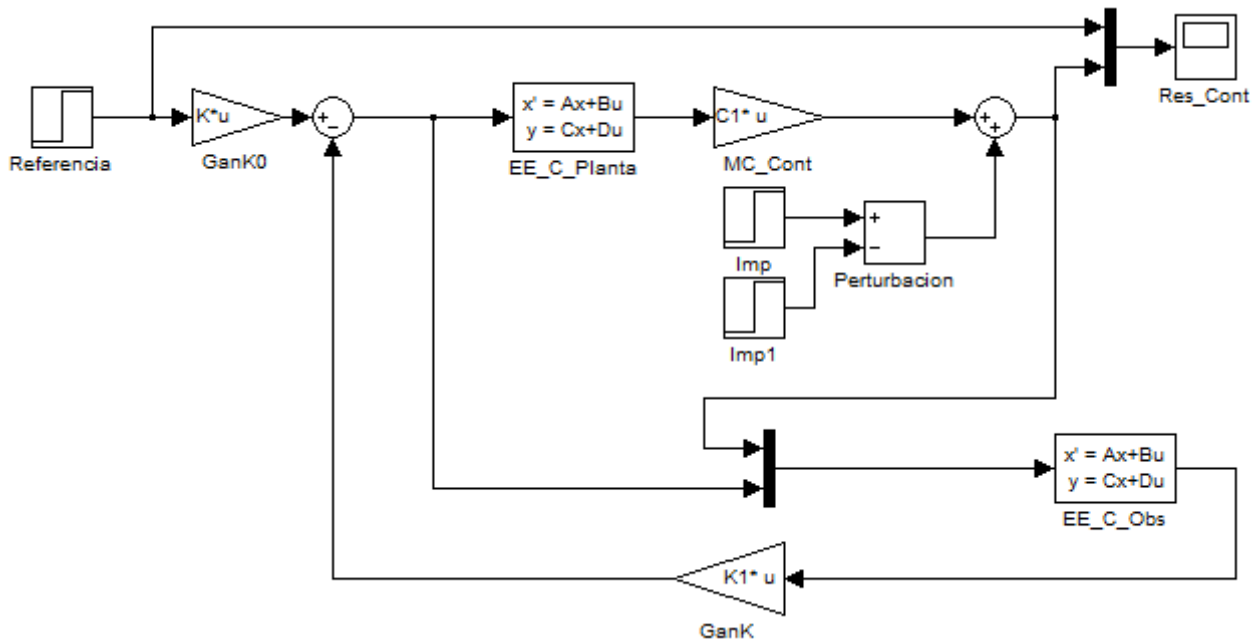 Res_Cont
Referencia
K*u
GanK0
+
−
x' = Ax+Bu
y = Cx+Du
EE_C_Planta
C1* u
MC_Cont
+
+
Imp
+
−
Perturbacion
Imp1
x' = Ax+Bu
y = Cx+Du
EE_C_Obs
K1* u
GanK